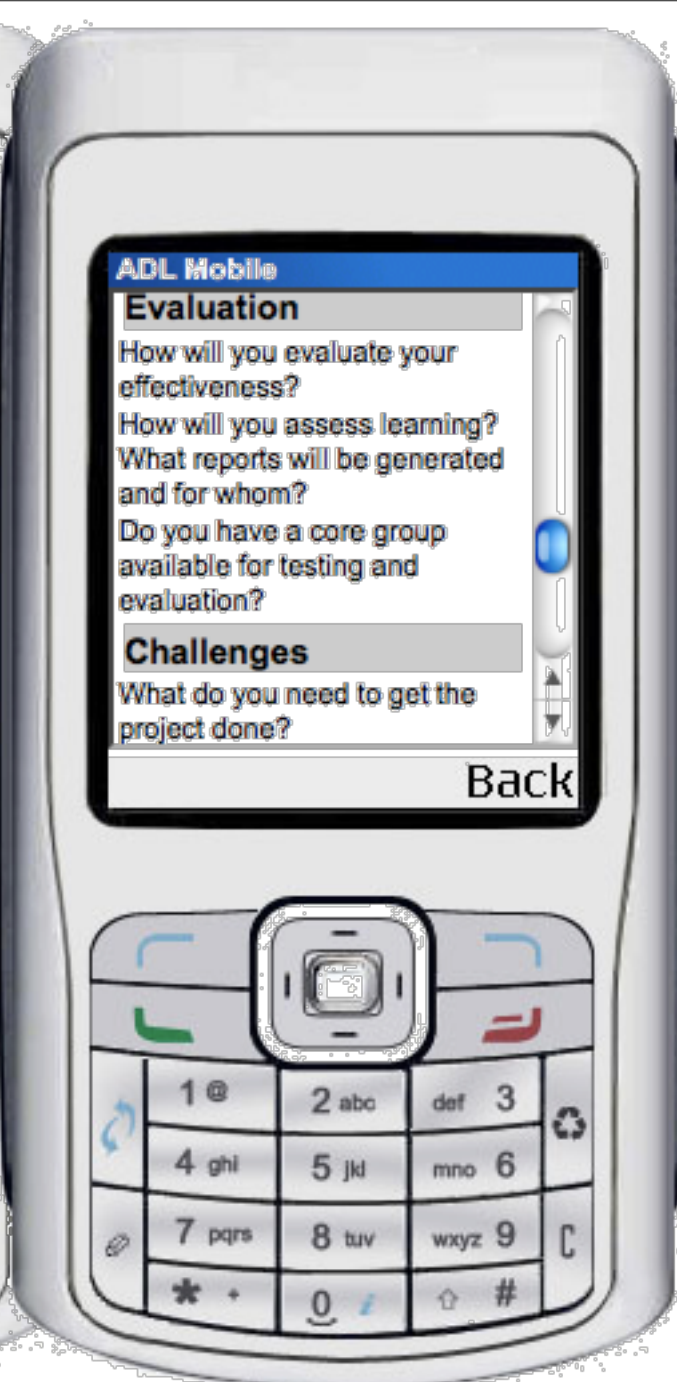 ADL Mobile
Evaluation
How will you evaluate your
effectiveness?
How will you assess learning?
What reports will be generated
and for whom?
Do you have a core group
available for testing and
evaluation?
Challenges
What do you need to get the
project done?
Back
1 @
2 abc
def 3
4 ghi
5 jkl
mno 6
7 pqrs
8 tuv
wxyz 9
C
* +
0 i
#